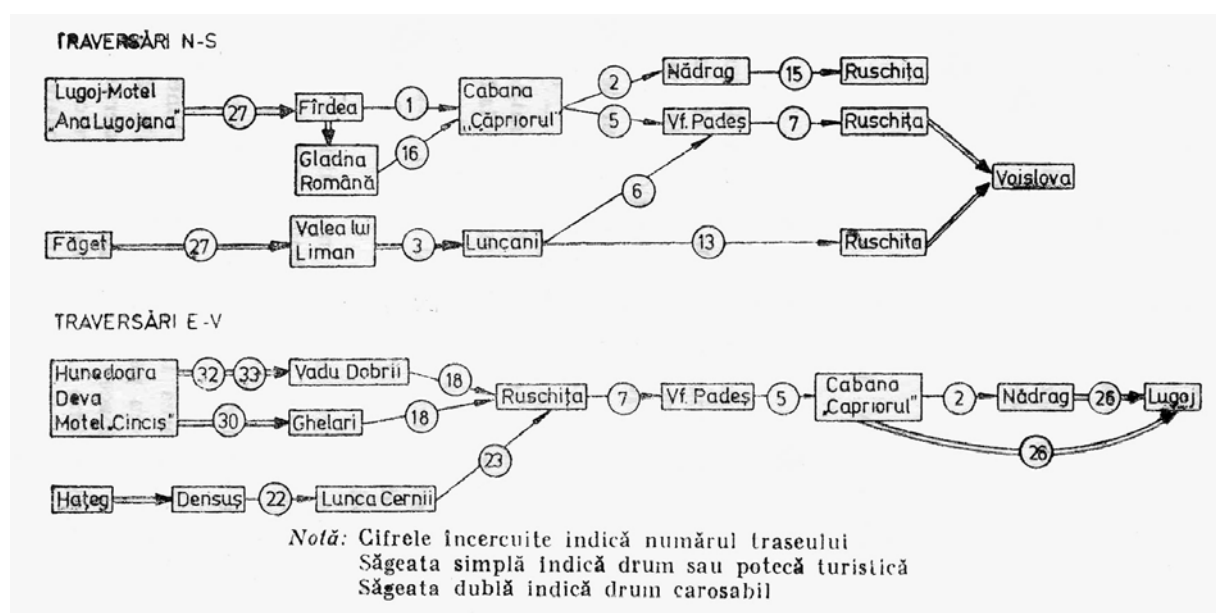 TRAVERSĂRI N-S
Lugoj-Motel
„Ana Lugojana"
27
Fîrdea
1
Gladna
Română
16
Cabana
„Căpriorul"
2
Nădrag
15
Ruschița
5
Vf. Padeș
7
Ruschița
Voislova
6
Făget
27
Valea lui
Liman
3
Luncani
13
Ruschița
TRAVERSĂRI E-V
Hunedoara
Deva
Motel „Cinciș"
32
33
Vadu Dobrii
18
30
Ghelari
18
Ruschița
7
Vf. Padeș
5
Cabana
„Capriorul"
2
Nădrag
26
Lugoj
26
23
Hațeg
Densuș
22
Lunca Cernii
Notă: Cifrele încercuite indică numărul traseului
Săgeata simplă indică drum sau potecă turistică
Săgeata dublă indică drum carosabil